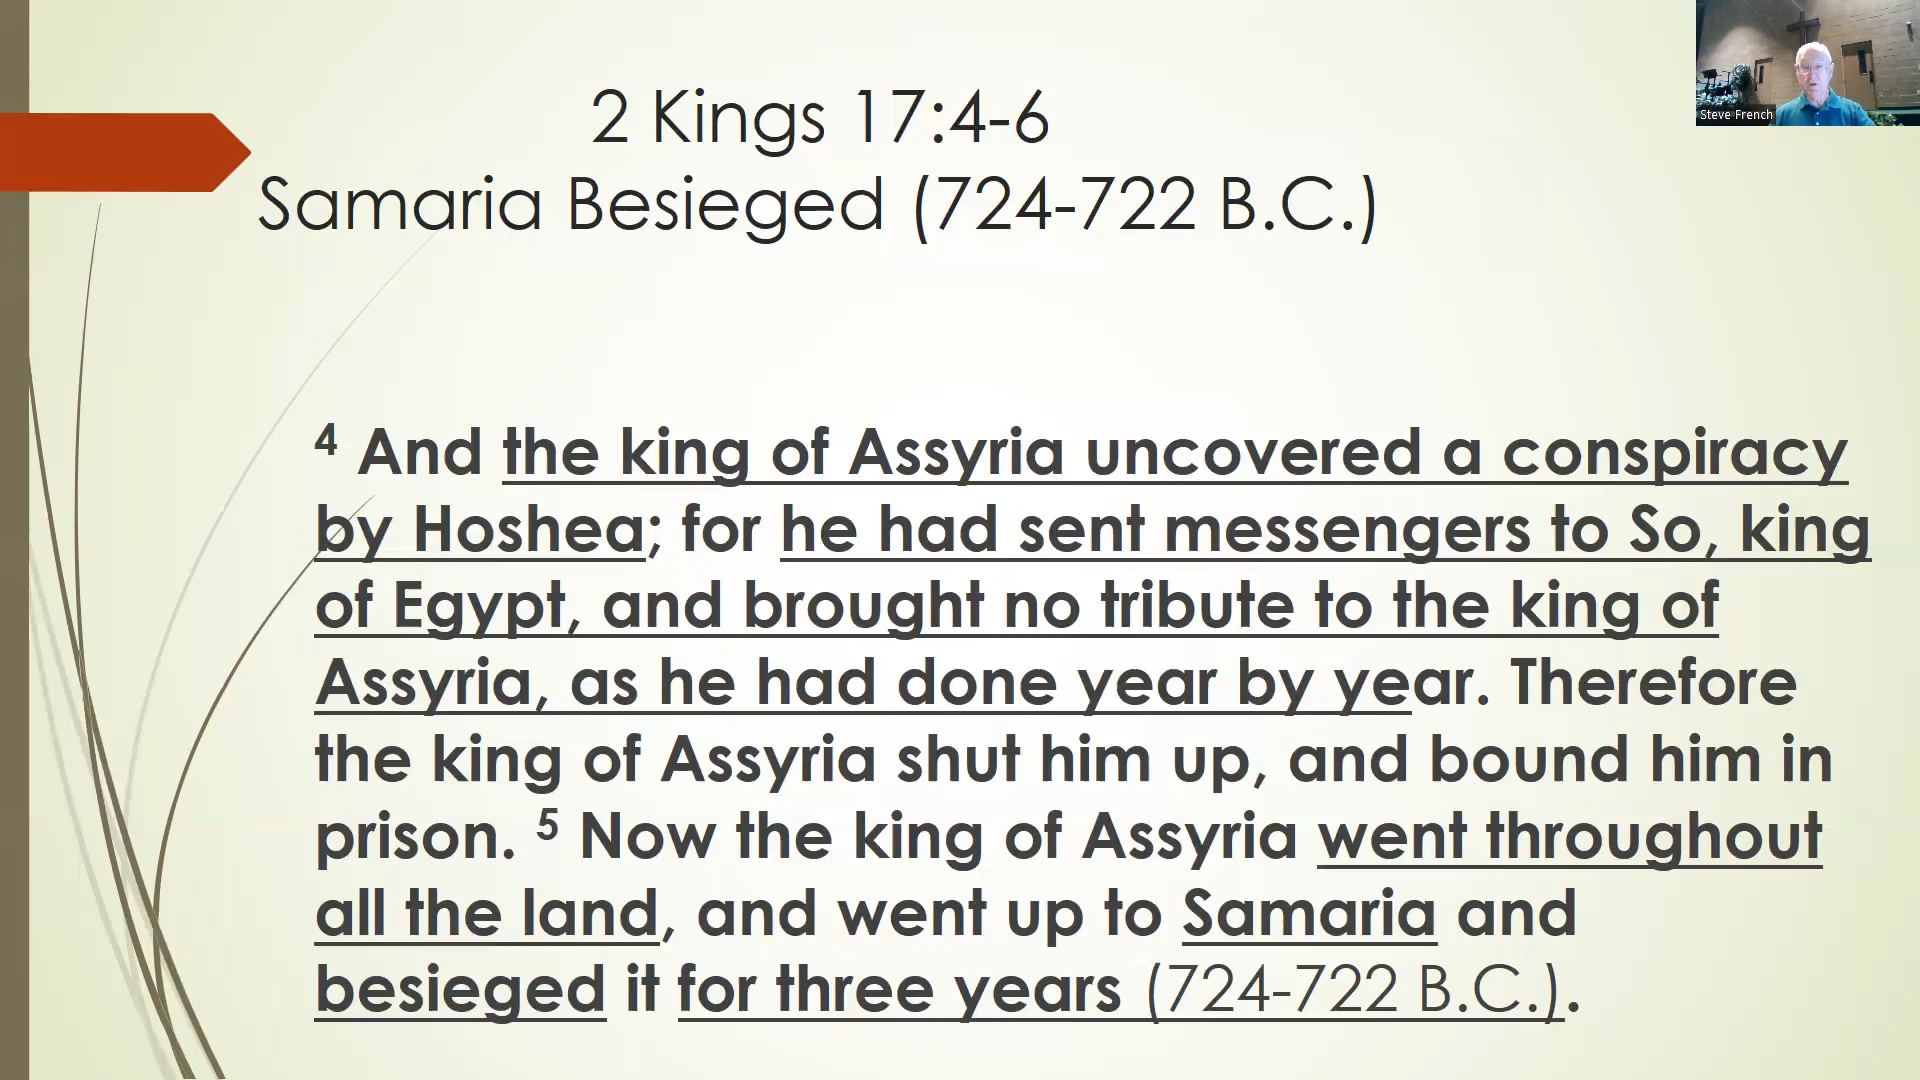 2 Kings 17:4-6
Samaria Besieged (724-722 B.C.)
Steve French
4 And the king of Assyria uncovered a conspiracy
by Hoshea; for he had sent messengers to So, king
of Egypt, and brought no tribute to the king of
Assyria, as he had done year by year. Therefore
the king of Assyria shut him up, and bound him in
prison. 5 Now the king of Assyria went throughout
all the land, and went up to Samaria and
besieged it for three years (724-722 B.C.).